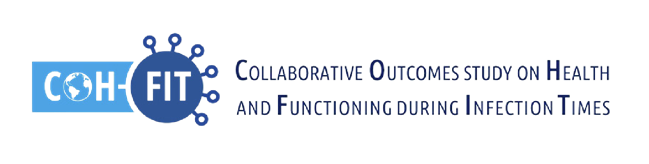 COH-FIT
COLLABORATIVE OUTCOMES STUDY ON HEALTH
AND FUNCTIONING DURING INFECTION TIMES